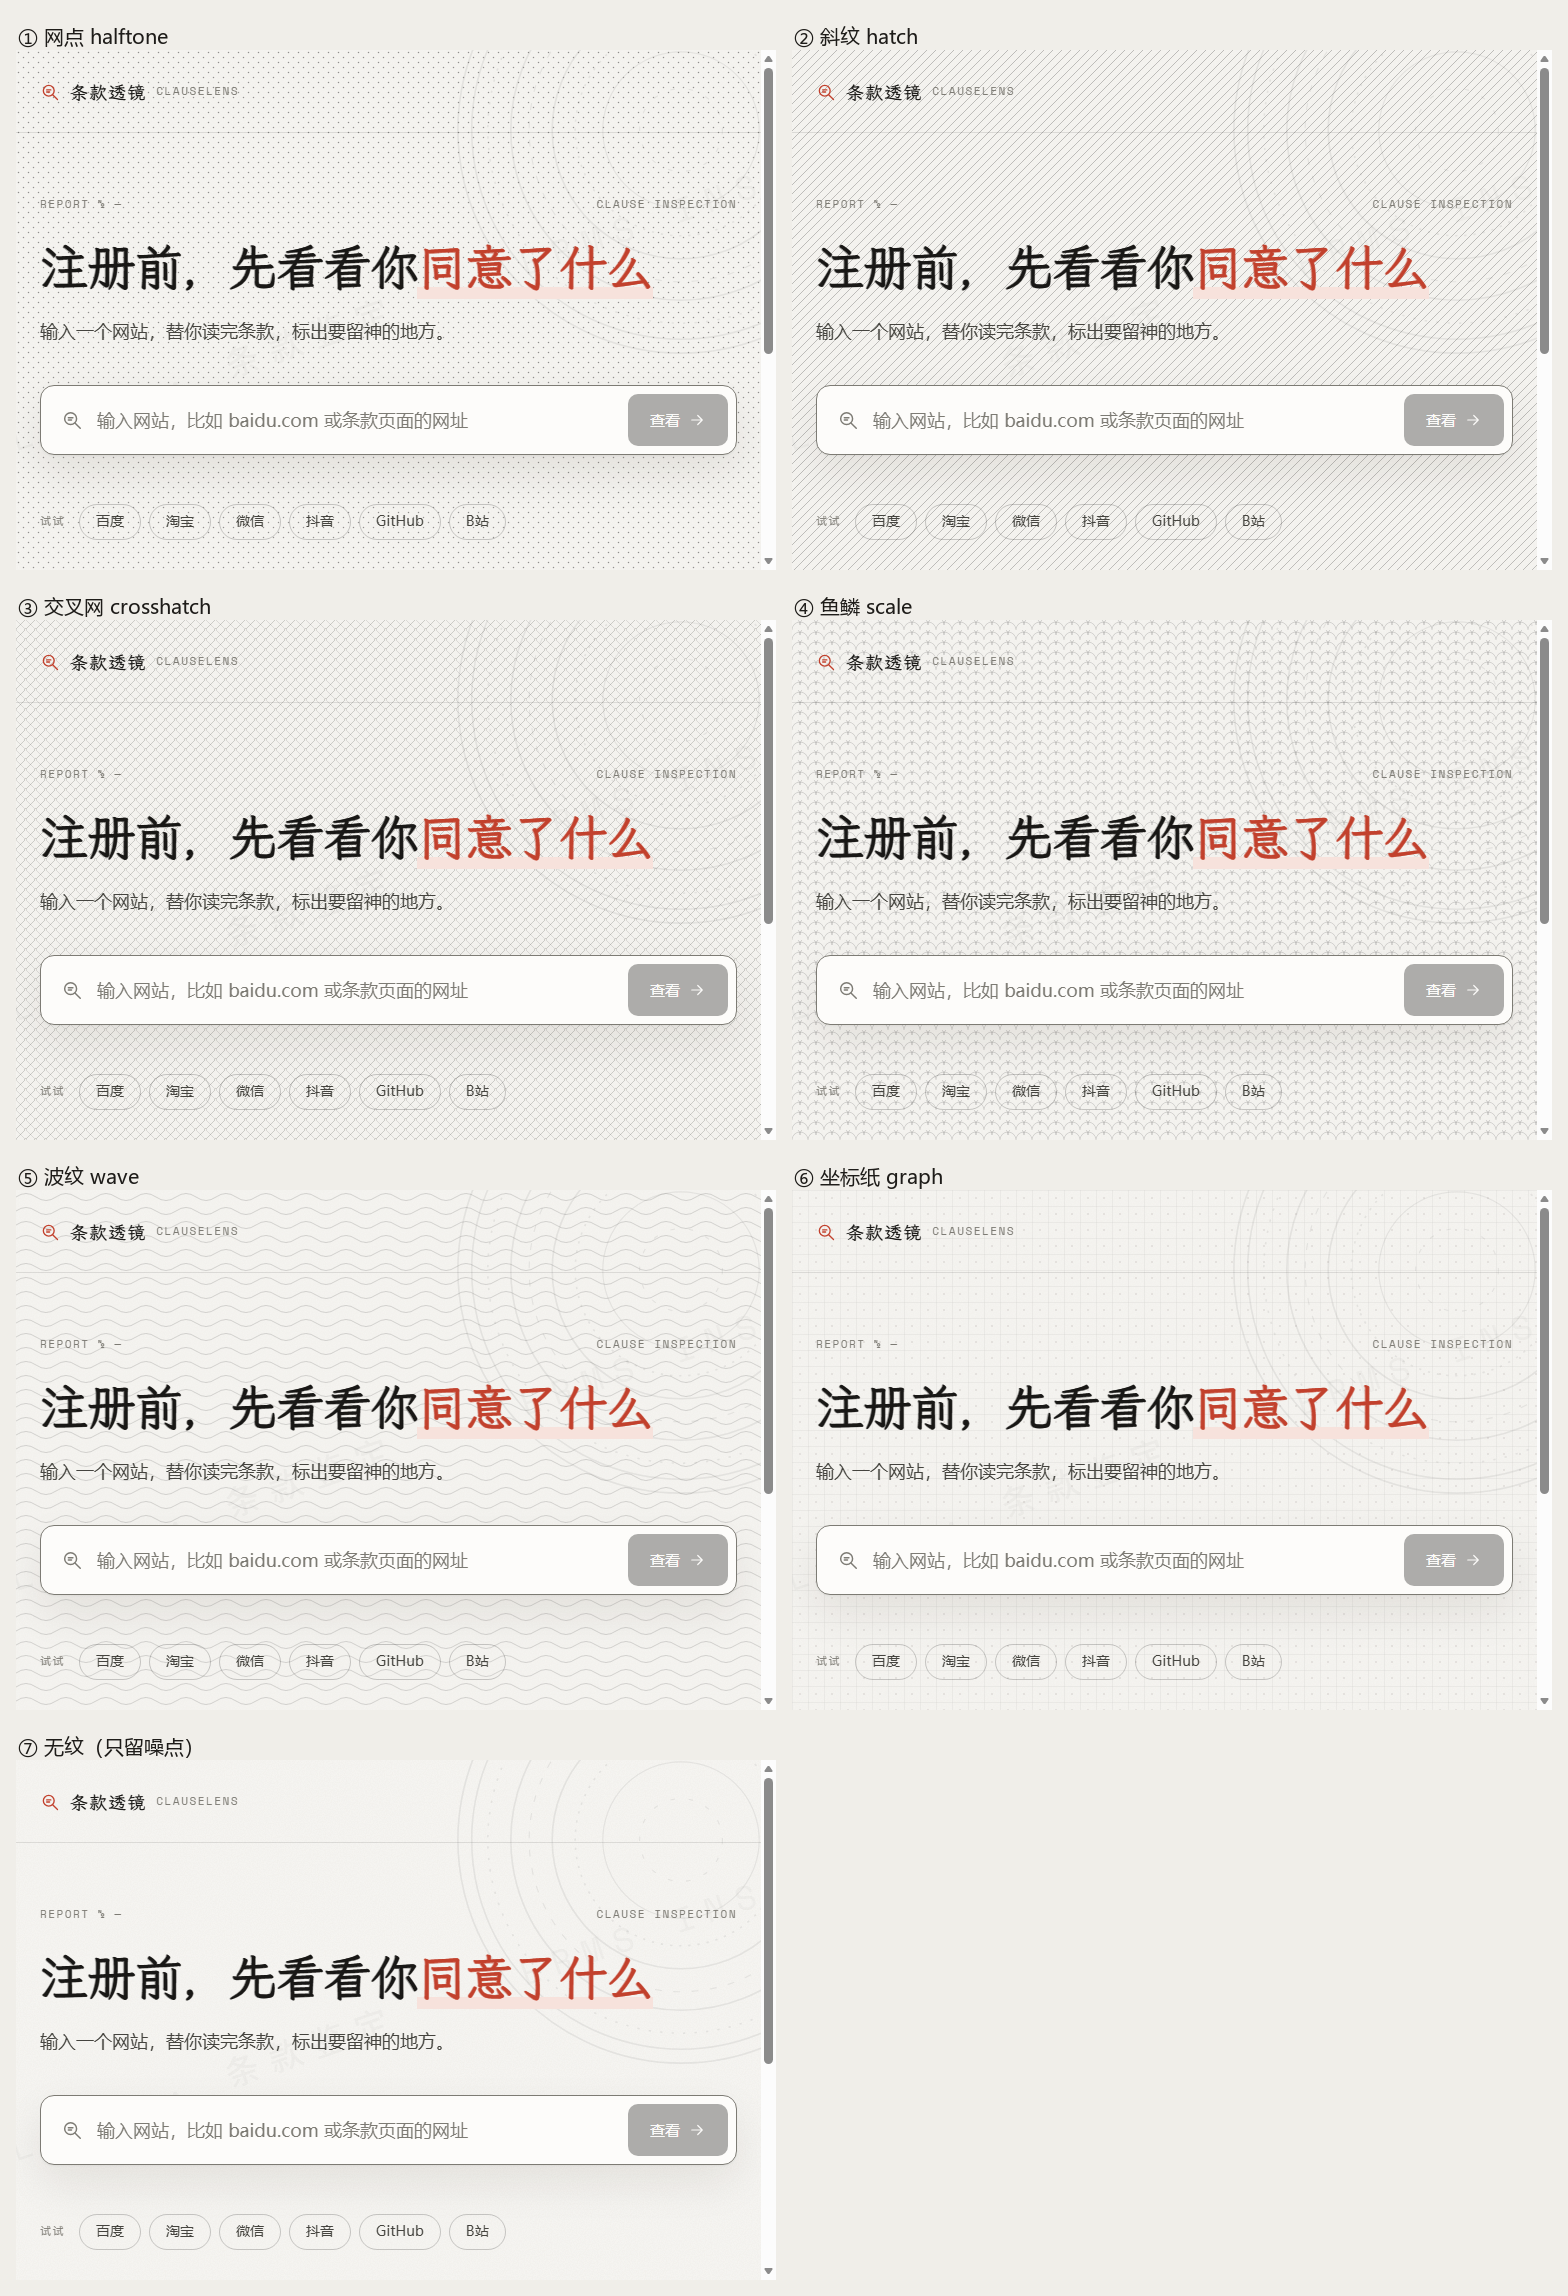 ① 网点 halftone
条款透镜 CLAUSELENS
REPORT № —
CLAUSE INSPECTION
注册前，先看看你同意了什么
输入一个网站，替你读完条款，标出要留神的地方。
输入网站，比如 baidu.com 或条款页面的网址
查看 →
试试 百度 淘宝 微信 抖音 GitHub B站
② 斜纹 hatch
条款透镜 CLAUSELENS
REPORT № —
CLAUSE INSPECTION
注册前，先看看你同意了什么
输入一个网站，替你读完条款，标出要留神的地方。
输入网站，比如 baidu.com 或条款页面的网址
查看 →
试试 百度 淘宝 微信 抖音 GitHub B站
③ 交叉网 crosshatch
条款透镜 CLAUSELENS
REPORT № —
CLAUSE INSPECTION
注册前，先看看你同意了什么
输入一个网站，替你读完条款，标出要留神的地方。
输入网站，比如 baidu.com 或条款页面的网址
查看 →
试试 百度 淘宝 微信 抖音 GitHub B站
④ 鱼鳞 scale
条款透镜 CLAUSELENS
REPORT № —
CLAUSE INSPECTION
注册前，先看看你同意了什么
输入一个网站，替你读完条款，标出要留神的地方。
输入网站，比如 baidu.com 或条款页面的网址
查看 →
试试 百度 淘宝 微信 抖音 GitHub B站
⑤ 波纹 wave
条款透镜 CLAUSELENS
REPORT № —
CLAUSE INSPECTION
注册前，先看看你同意了什么
输入一个网站，替你读完条款，标出要留神的地方。
条款
输入网站，比如 baidu.com 或条款页面的网址
查看 →
试试 百度 淘宝 微信 抖音 GitHub B站
⑥ 坐标纸 graph
条款透镜 CLAUSELENS
REPORT № —
CLAUSE INSPECTION
注册前，先看看你同意了什么
输入一个网站，替你读完条款，标出要留神的地方。
条款
输入网站，比如 baidu.com 或条款页面的网址
查看 →
试试 百度 淘宝 微信 抖音 GitHub B站
⑦ 无纹（只留噪点）
条款透镜 CLAUSELENS
REPORT № —
CLAUSE INSPECTION
注册前，先看看你同意了什么
输入一个网站，替你读完条款，标出要留神的地方。
条款
输入网站，比如 baidu.com 或条款页面的网址
查看 →
试试 百度 淘宝 微信 抖音 GitHub B站